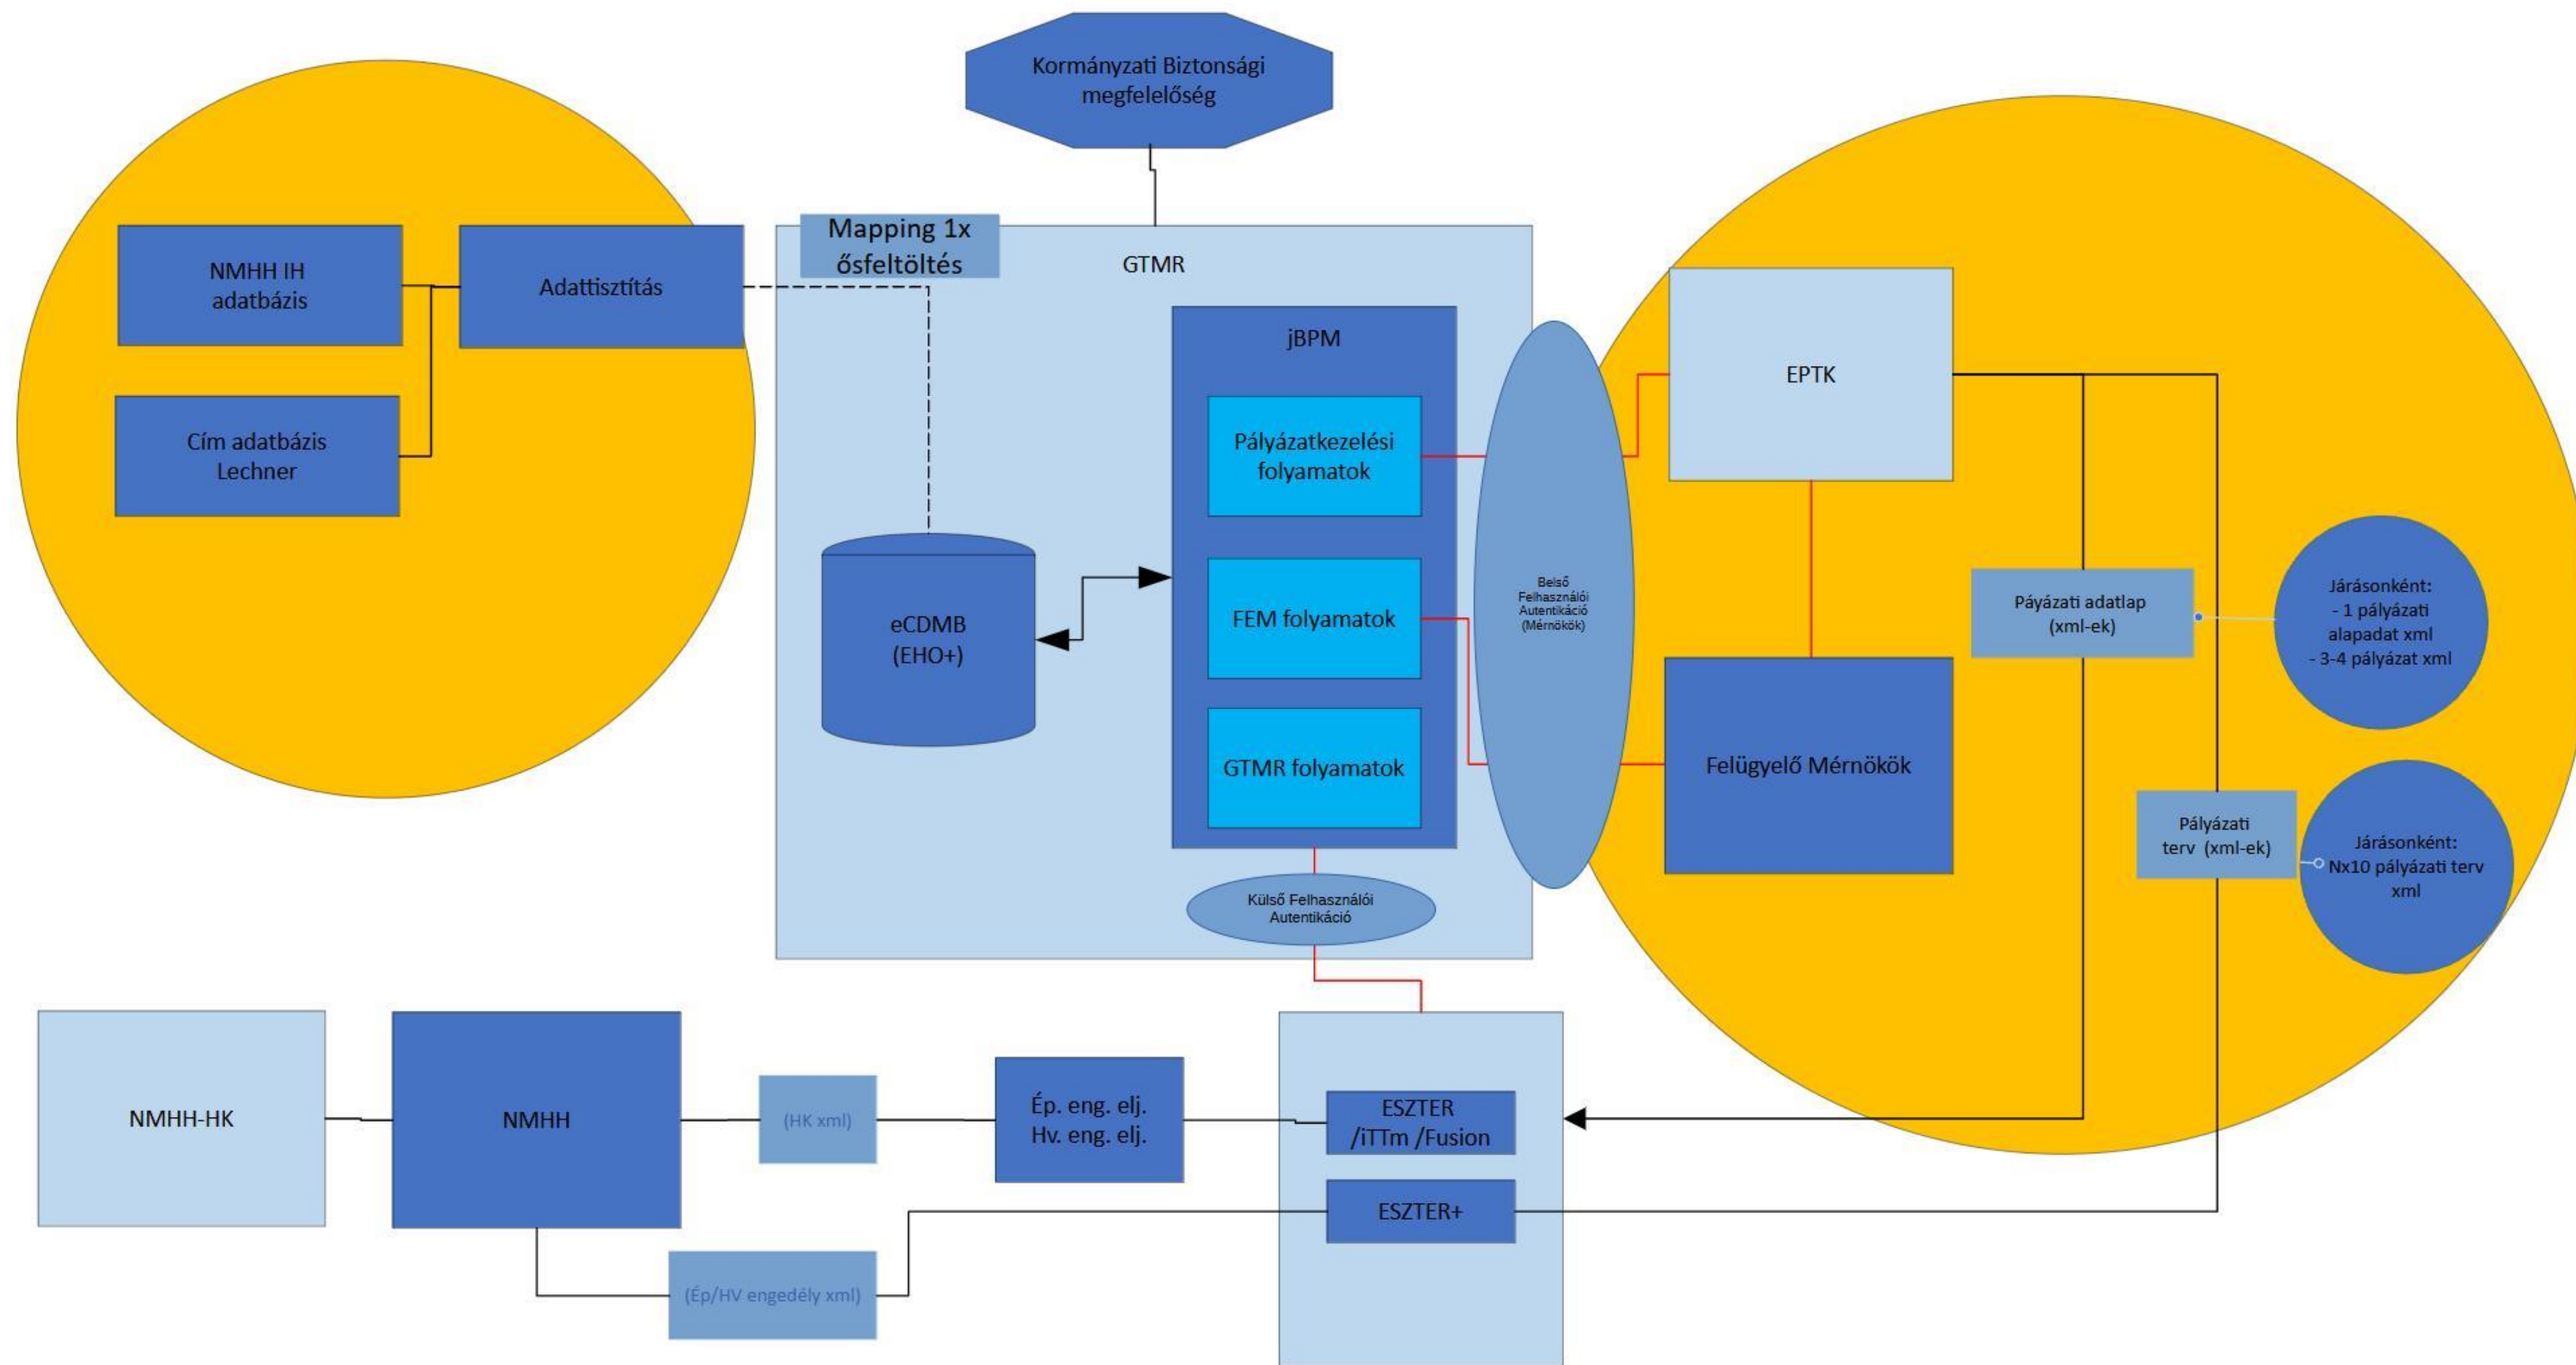 Kormányzati Biztonsági
megfelelőség
Mapping 1x
ősfeltöltés
GTMR
NMHH IH
adatbázis
Adattisztítás
Cím adatbázis
Lechner
jBPM
Pályázatkezelési
folyamatok
FEM folyamatok
GTMR folyamatok
eCDMB
(EHO+)
Belső
Felhasználói
Autentikáció
(Mérnökök)
Külső Felhasználói
Autentikáció
EPTK
Felügyelő Mérnökök
Páyázati adatlap
(xml-ek)
Járásonként:
- 1 pályázati
alapadat xml
- 3-4 pályázat xml
Pályázati
terv (xml-ek)
Járásonként:
Nx10 pályázati terv
xml
NMHH-HK
NMHH
(HK xml)
Ép. eng. elj.
Hv. eng. elj.
ESZTER
/iTTm /Fusion
ESZTER+
(Ép/HV engedély xml)